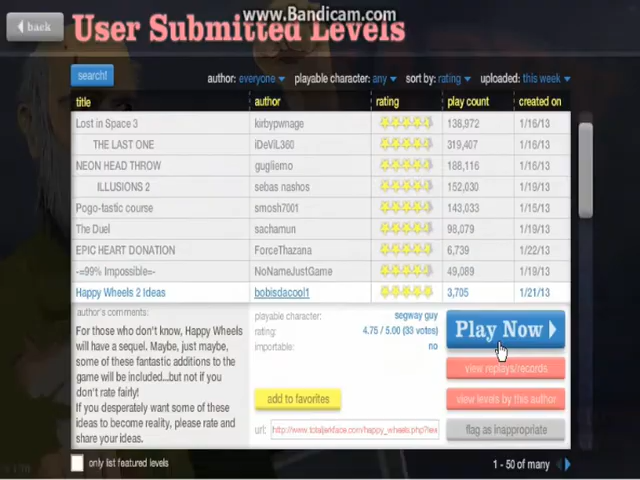 www.Bandicam.com
back
User Submitted Levels
search!
author: everyone playable character: any sort by: rating uploaded: this week
title author rating play count created on
Lost in Space 3 kirbypwnage 138,972 1/16/13
THE LAST ONE iDeViL360 319,407 1/16/13
NEON HEAD THROW gugliemo 188,116 1/16/13
ILLUSIONS 2 sebas nashos 152,030 1/19/13
Pogo-tastic course smosh7001 143,033 1/15/13
The Duel sachamun 98,079 1/19/13
EPIC HEART DONATION ForceThazana 6,739 1/22/13
-=99% Impossible=- NoNameJustGame 49,089 1/19/13
Happy Wheels 2 Ideas bobisdacool1 3,705 1/21/13
author's comments:
For those who don't know, Happy Wheels
will have a sequel. Maybe, just maybe,
some of these fantastic additions to the
game will be included...but not if you
don't rate fairly!
If you desperately want some of these
ideas to become reality, please rate and
share your ideas.
playable character: segway guy
rating: 4.75 / 5.00 (33 votes)
importable: no
add to favorites
url: http://www.totaljerkface.com/happy_wheels.php?lev
Play Now
view replays/records
view levels by this author
flag as inappropriate
only list featured levels
1 - 50 of many